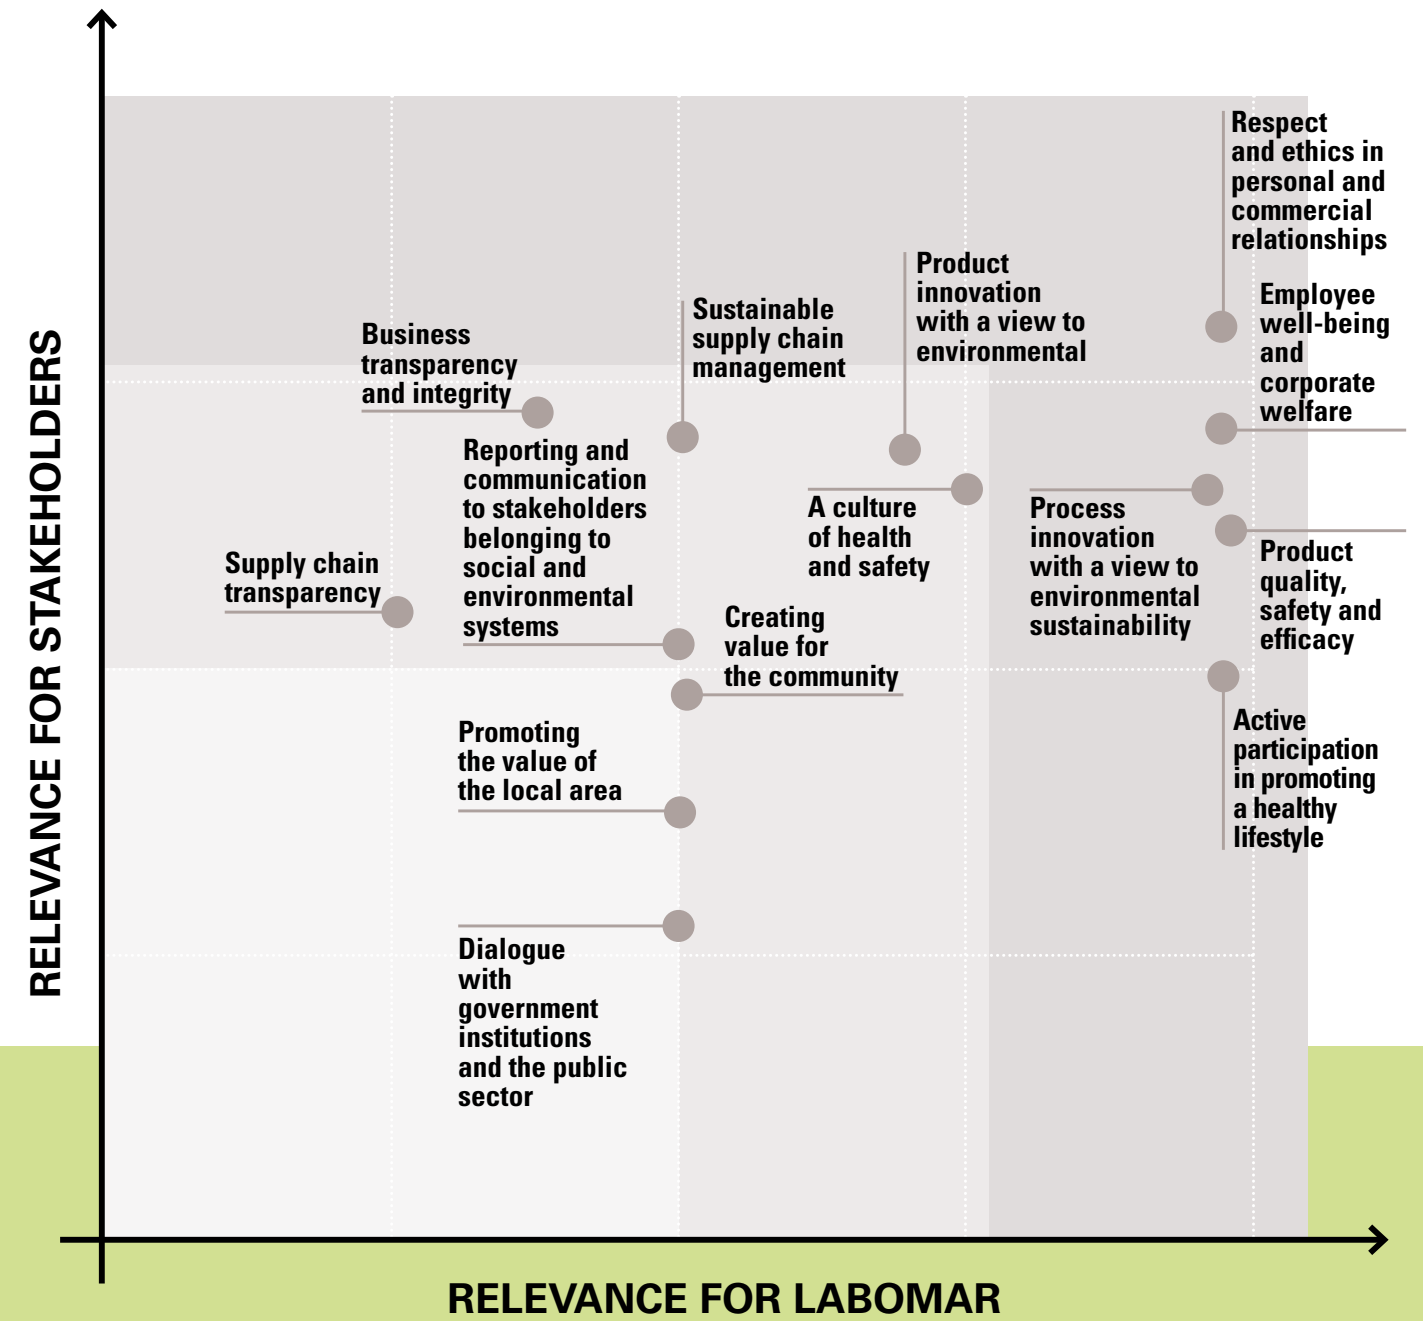 RELEVANCE FOR STAKEHOLDERS
Respect
and ethics in
personal and
commercial
relationships
Product
innovation
with a view to
environmental
Employee
well-being
and
corporate
welfare
Sustainable
supply chain
management
Business
transparency
and integrity
Reporting and
communication
to stakeholders
belonging to
social and
environmental
systems
A culture
of health
and safety
Process
innovation
with a view to
environmental
sustainability
Product
quality,
safety and
efficacy
Supply chain
transparency
Creating
value for
the community
Promoting
the value of
the local area
Active
participation
in promoting
a healthy
lifestyle
Dialogue
with
government
institutions
and the public
sector
RELEVANCE FOR LABOMAR